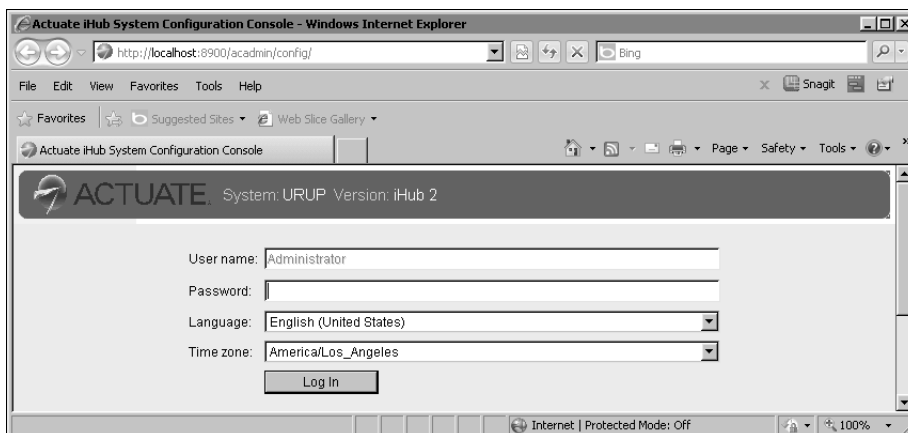 Actuate iHub System Configuration Console - Windows Internet Explorer
http://localhost:8900/acadmin/config/
Bing
File Edit View Favorites Tools Help
Snagit
Favorites Suggested Sites Web Slice Gallery
Actuate iHub System Configuration Console
Page Safety Tools
ACTUATE. System: URUP Version: iHub 2
User name: Administrator
Password:
Language: English (United States)
Time zone: America/Los_Angeles
Log In
Internet | Protected Mode: Off
100%